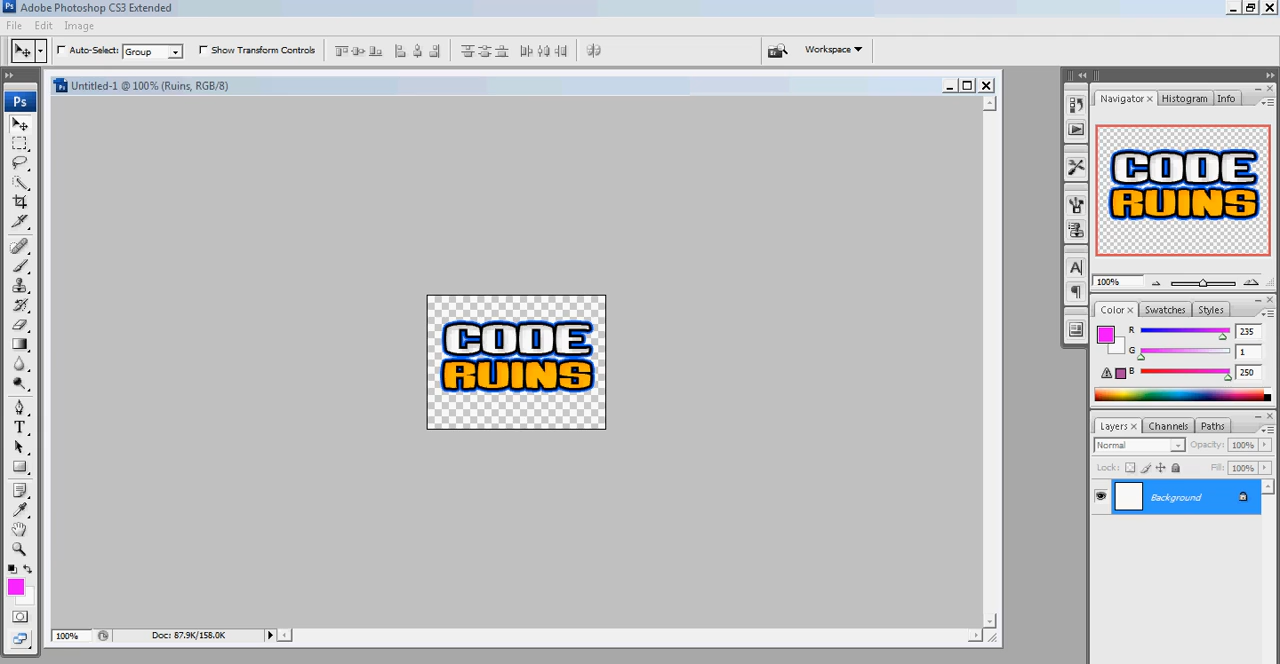 Adobe Photoshop CS3 Extended
File Edit Image
Auto-Select: Group Show Transform Controls Workspace
Ps
Untitled-1 @ 100% (Ruins, RGB/8)
CODE
RUINS
100% Doc: 87.9K/158.0K
Navigator Histogram Info
CODE
RUINS
100%
Color Swatches Styles
R 235
G 1
B 250
Layers Channels Paths
Normal Opacity: 100%
Lock: Fill: 100%
Background